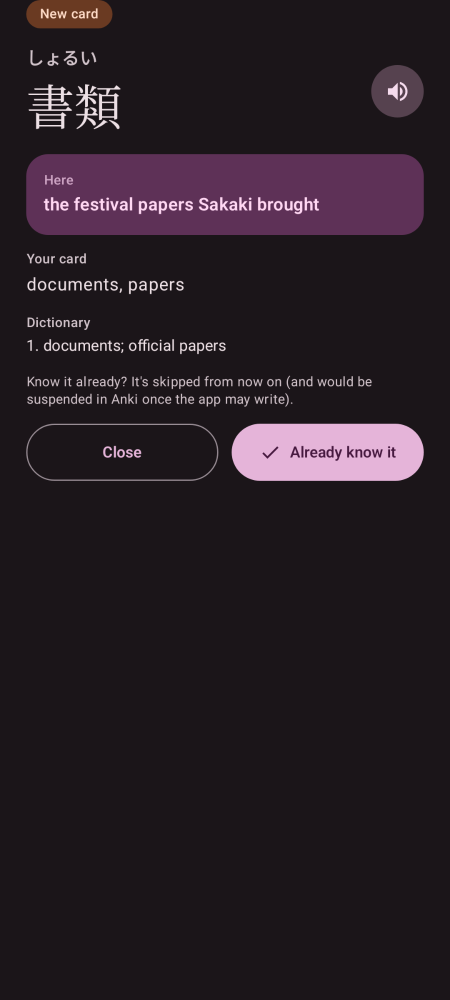 New card
しょるい
書類
Here
the festival papers Sakaki brought
Your card
documents, papers
Dictionary
1. documents; official papers
Know it already? It's skipped from now on (and would be
suspended in Anki once the app may write).
Close
Already know it